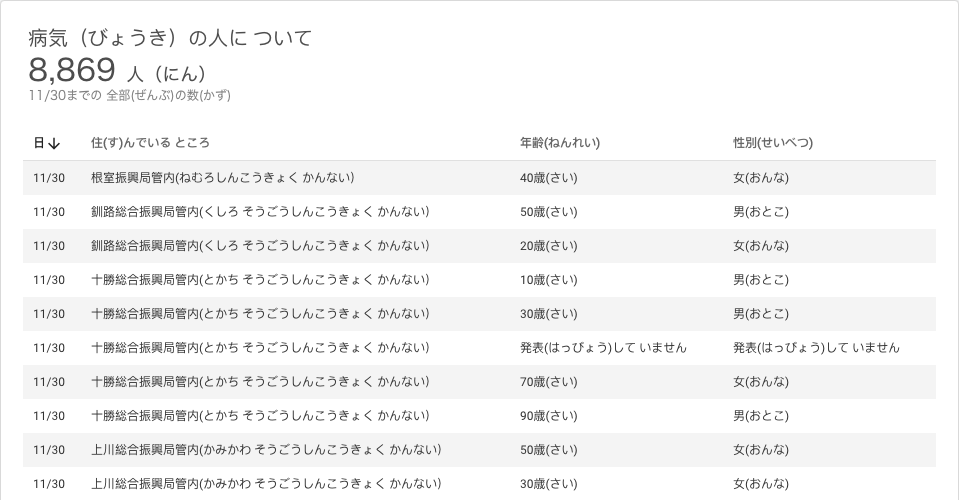 病気（びょうき）の人に ついて
8,869 人（にん）
11/30までの 全部(ぜんぶ)の数(かず)
日↓ 住(す)んでいる ところ 年齢(ねんれい) 性別(せいべつ)
11/30 根室振興局管内(ねむろしんこうきょく かんない) 40歳(さい) 女(おんな)
11/30 釧路総合振興局管内(くしろ そうごうしんこうきょく かんない) 50歳(さい) 男(おとこ)
11/30 釧路総合振興局管内(くしろ そうごうしんこうきょく かんない) 20歳(さい) 女(おんな)
11/30 十勝総合振興局管内(とかち そうごうしんこうきょく かんない) 10歳(さい) 男(おとこ)
11/30 十勝総合振興局管内(とかち そうごうしんこうきょく かんない) 30歳(さい) 男(おとこ)
11/30 十勝総合振興局管内(とかち そうごうしんこうきょく かんない) 発表(はっぴょう)して いません 発表(はっぴょう)して いません
11/30 十勝総合振興局管内(とかち そうごうしんこうきょく かんない) 70歳(さい) 女(おんな)
11/30 十勝総合振興局管内(とかち そうごうしんこうきょく かんない) 90歳(さい) 男(おとこ)
11/30 上川総合振興局管内(かみかわ そうごうしんこうきょく かんない) 50歳(さい) 女(おんな)
11/30 上川総合振興局管内(かみかわ そうごうしんこうきょく かんない) 30歳(さい) 女(おんな)